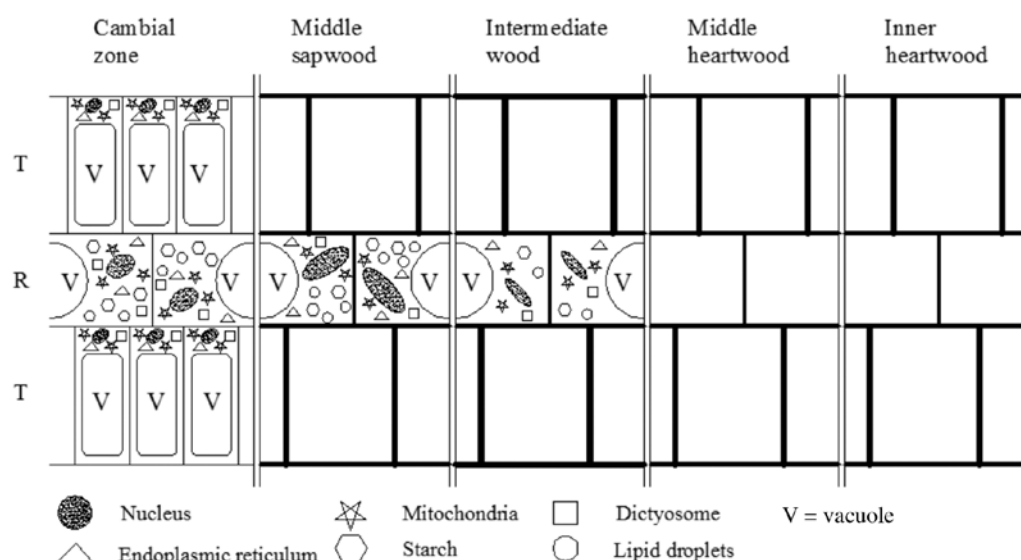 Cambial zone
Middle sapwood
Intermediate wood
Middle heartwood
Inner heartwood
T
V V V
R
V V V V V V
T
V V V
Nucleus
Mitochondria
Dictyosome
V = vacuole
Endoplasmic reticulum
Starch
Lipid droplets